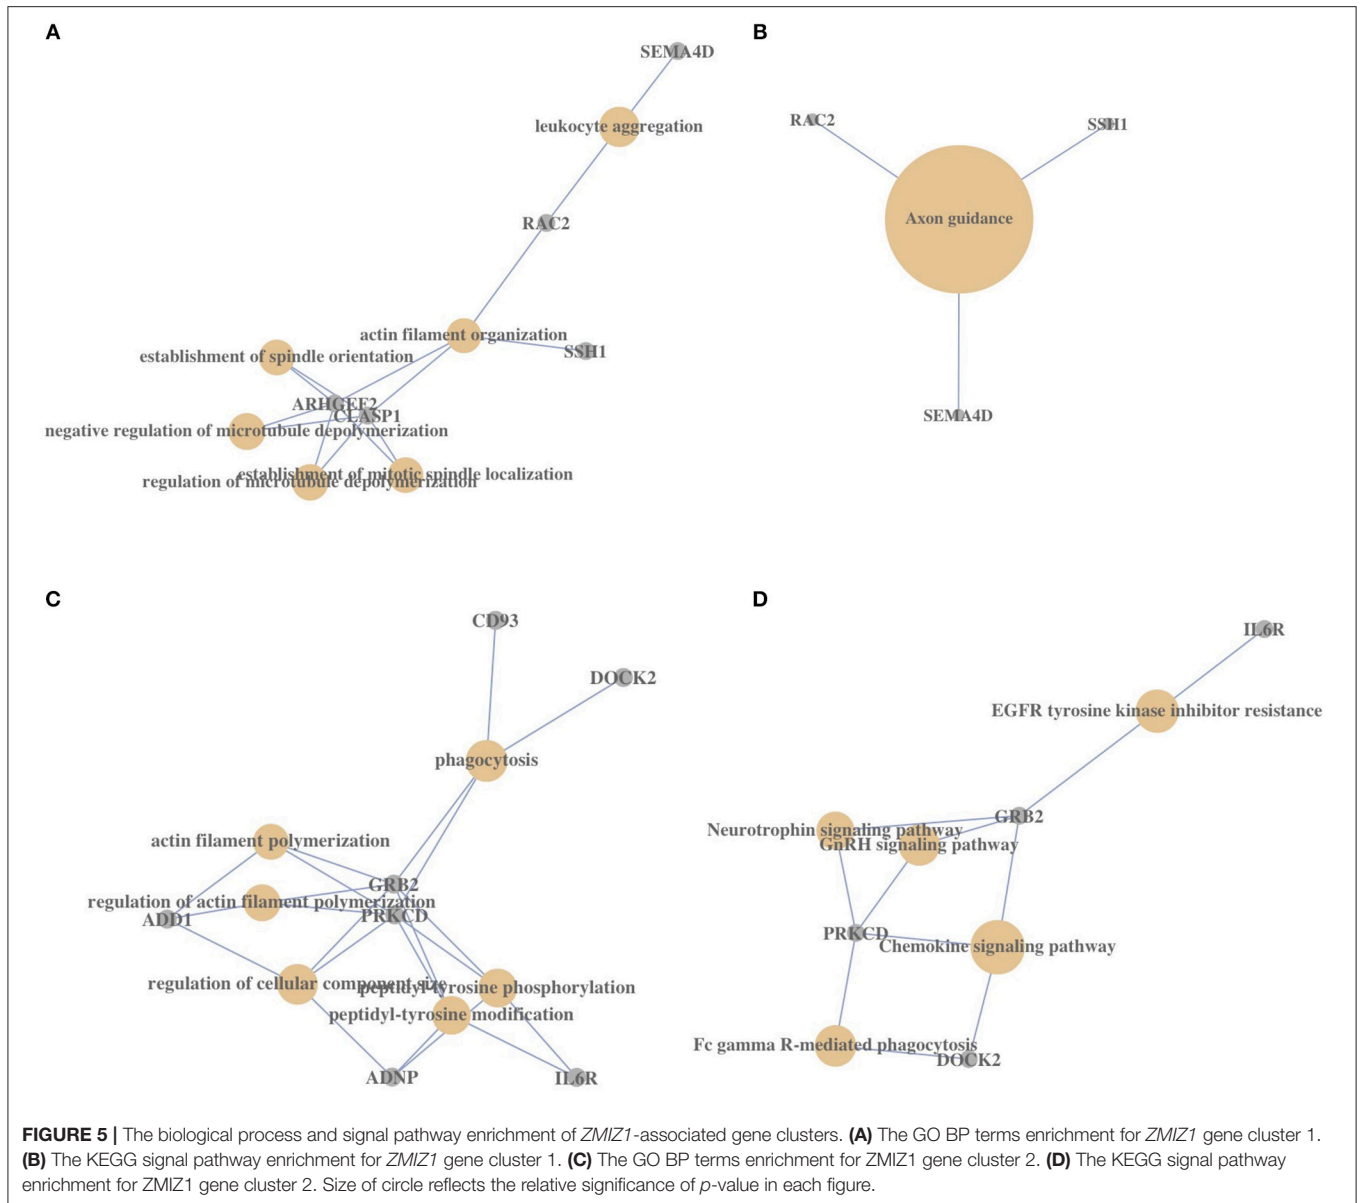 A
SEMA4D
leukocyte aggregation
RAC2
actin filament organization
SSH1
establishment of spindle orientation
ARHGEF2
CLASP1
negative regulation of microtubule depolymerization
establishment of mitotic spindle localization
regulation of microtubule depolymerization
B
RAC2
SSH1
Axon guidance
SEMA4D
C
CD93
DOCK2
phagocytosis
actin filament polymerization
GRB2
regulation of actin filament polymerization
PRKCD
ADD1
regulation of cellular component size
peptidyl-tyrosine phosphorylation
peptidyl-tyrosine modification
ADNP
IL6R
D
IL6R
EGFR tyrosine kinase inhibitor resistance
GRB2
Neurotrophin signaling pathway
GnRH signaling pathway
PRKCD
Chemokine signaling pathway
Fc gamma R-mediated phagocytosis
DOCK2
FIGURE 5 | The biological process and signal pathway enrichment of ZMIZ1-associated gene clusters. (A) The GO BP terms enrichment for ZMIZ1 gene cluster 1.
(B) The KEGG signal pathway enrichment for ZMIZ1 gene cluster 1. (C) The GO BP terms enrichment for ZMIZ1 gene cluster 2. (D) The KEGG signal pathway
enrichment for ZMIZ1 gene cluster 2. Size of circle reflects the relative significance of p-value in each figure.